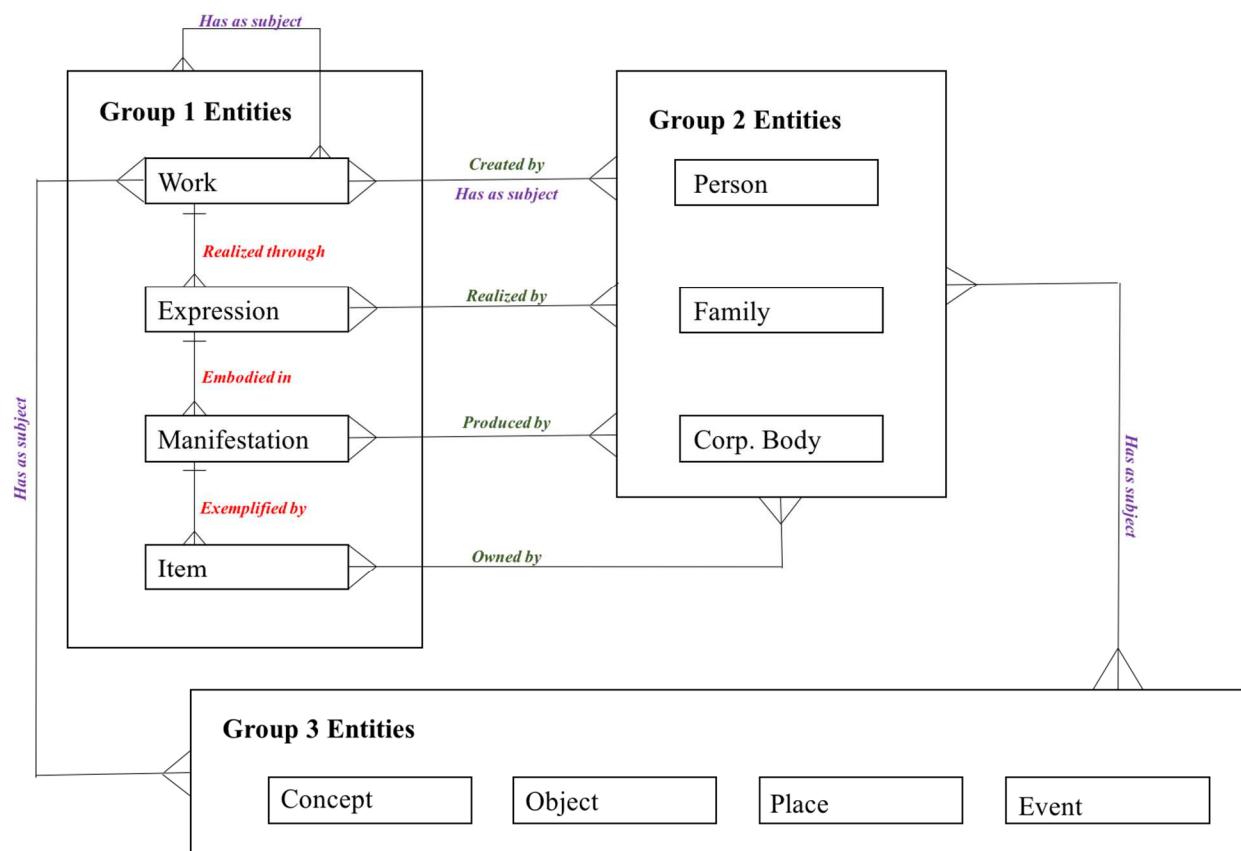 Has as subject
Group 1 Entities
Group 2 Entities
Work
Created by
Has as subject
Person
Realized through
Expression
Realized by
Family
Embodied in
Manifestation
Produced by
Corp. Body
Has as subject
Has as subject
Exemplified by
Item
Owned by
Group 3 Entities
Concept
Object
Place
Event